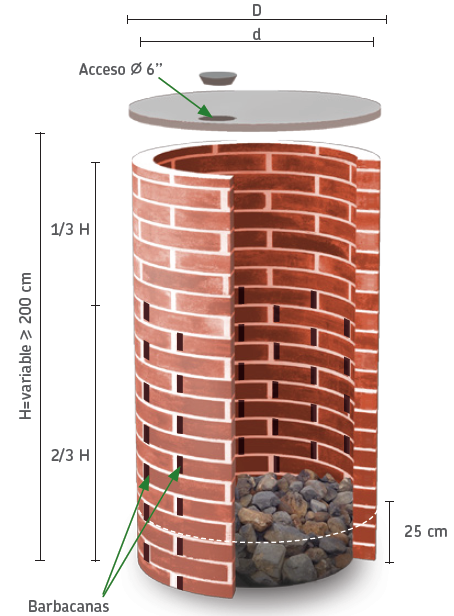 D
d
Acceso Ø 6”
1/3 H
H=variable ≥ 200 cm
2/3 H
25 cm
Barbacanas